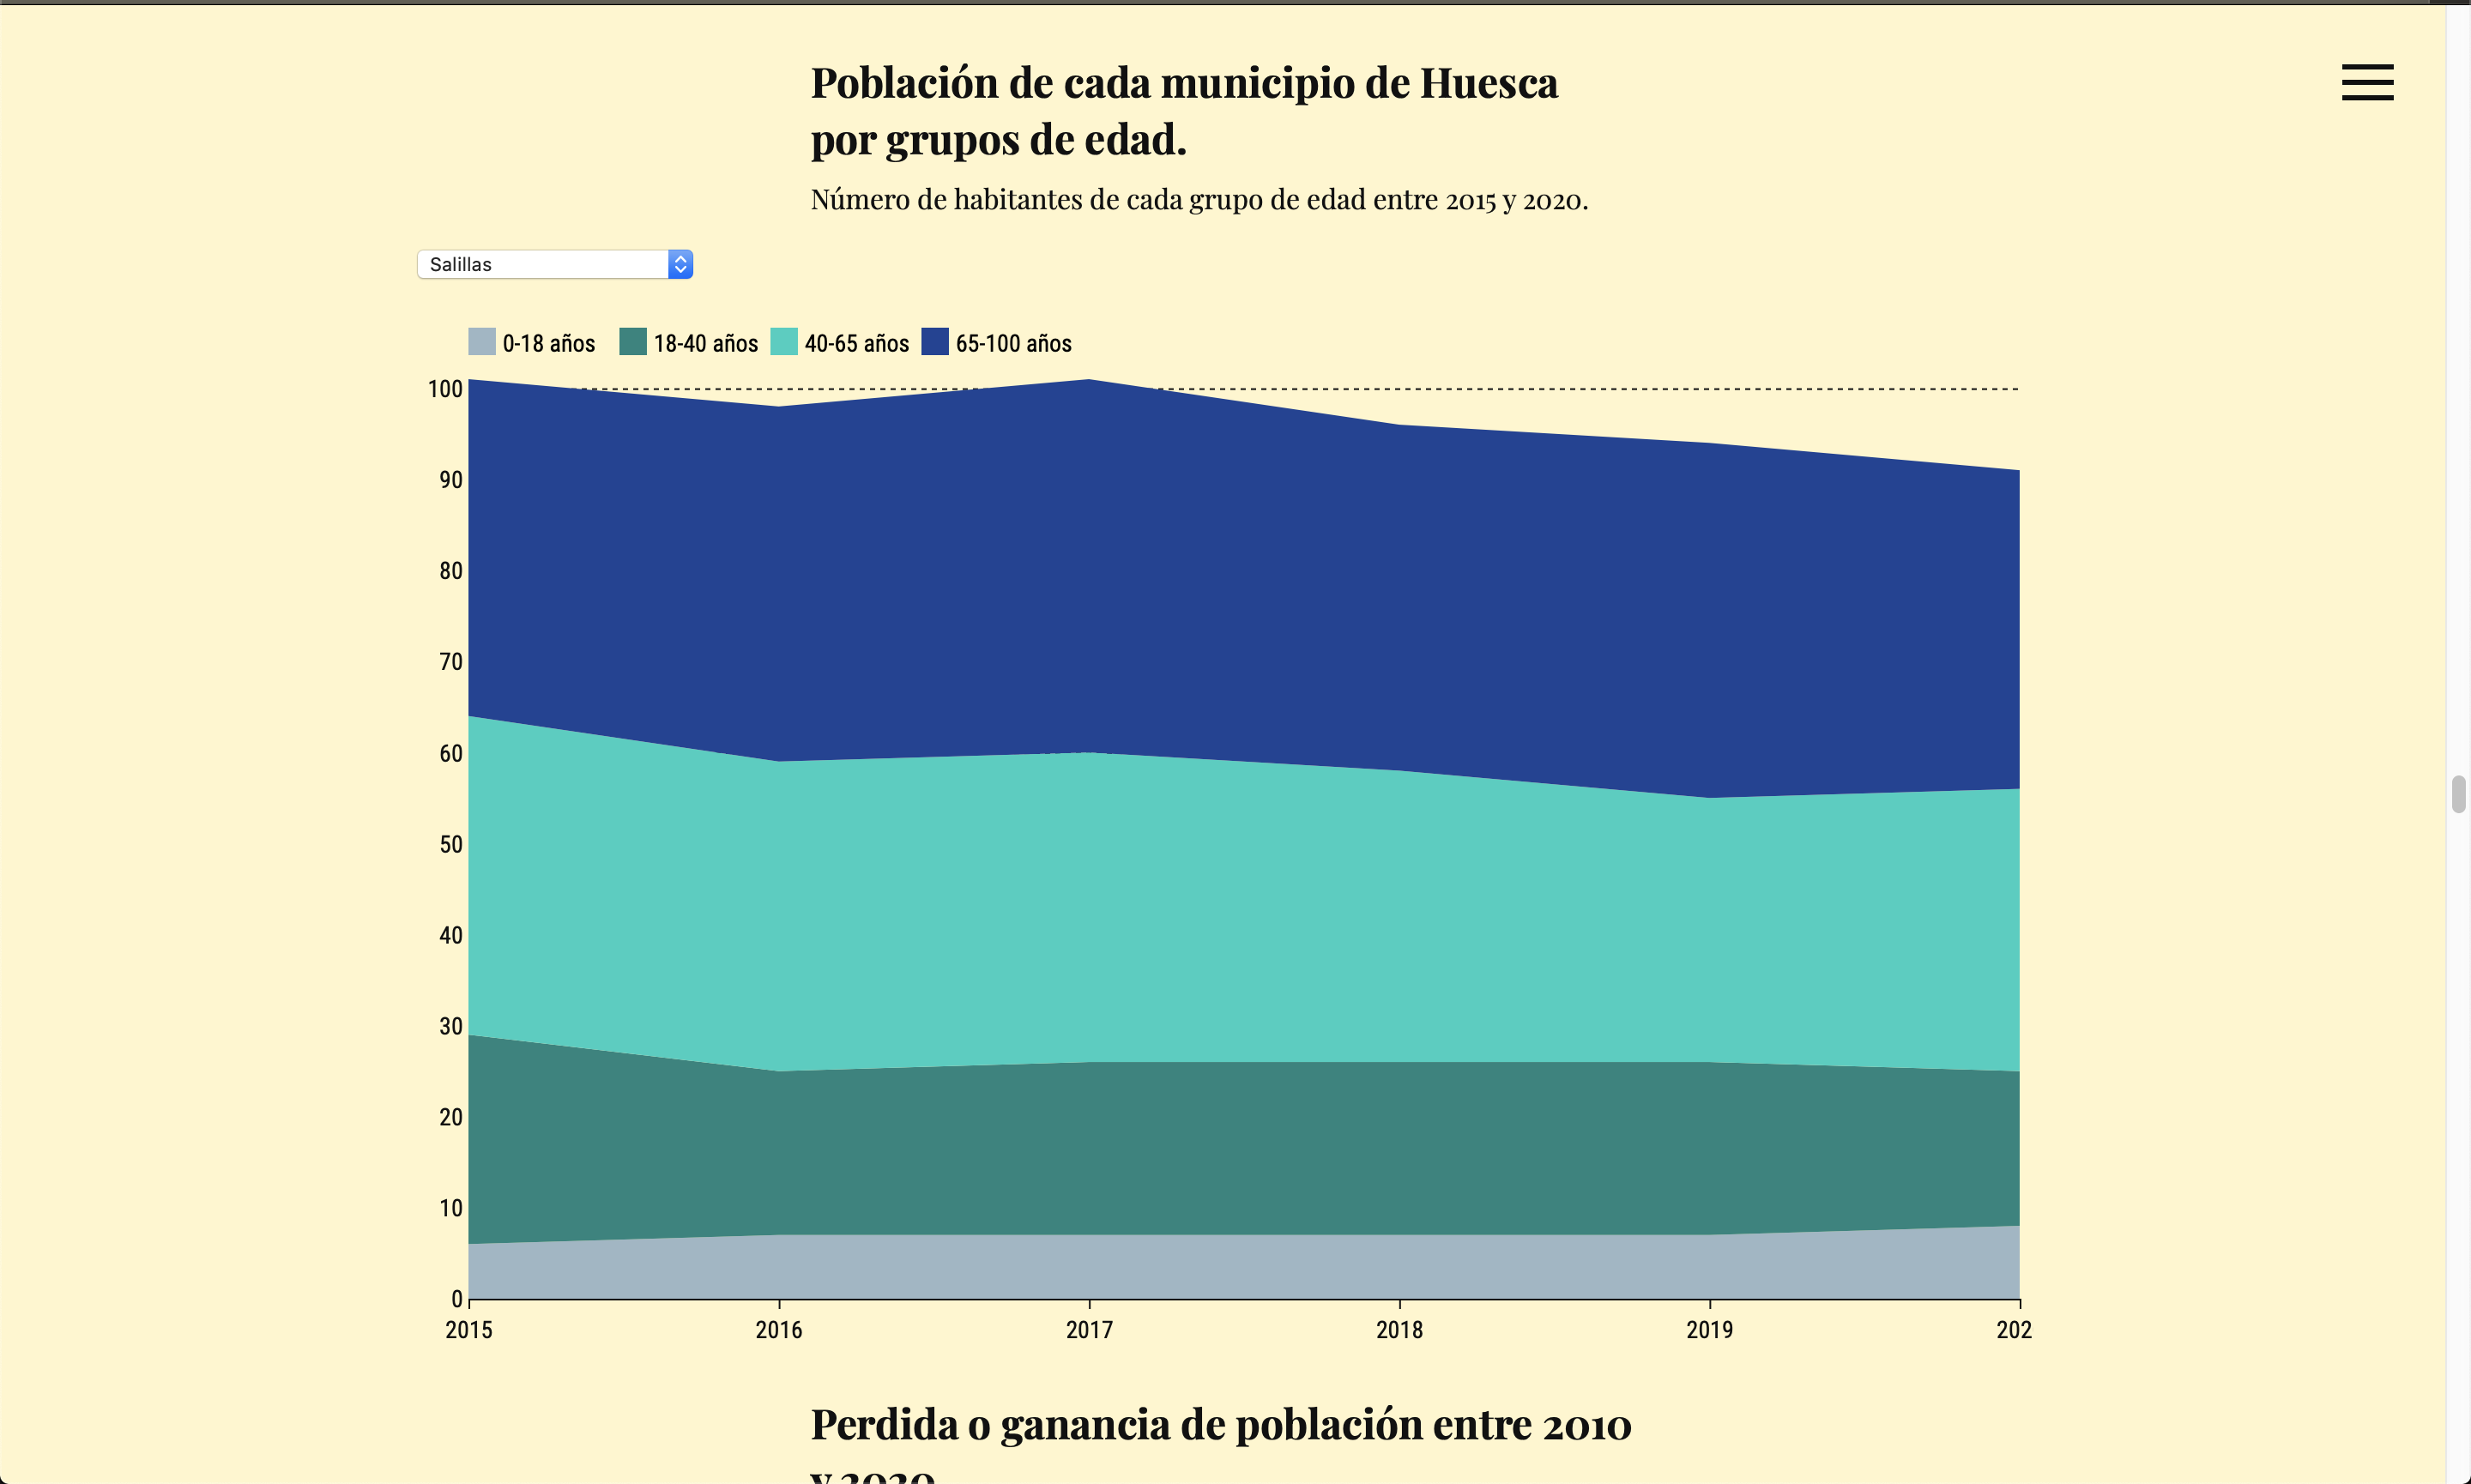 Población de cada municipio de Huesca
por grupos de edad.
Número de habitantes de cada grupo de edad entre 2015 y 2020.
Salillas
0-18 años 18-40 años 40-65 años 65-100 años
100
90
80
70
60
50
40
30
20
10
0
2015 2016 2017 2018 2019 202
Perdida o ganancia de población entre 2010
y 2020